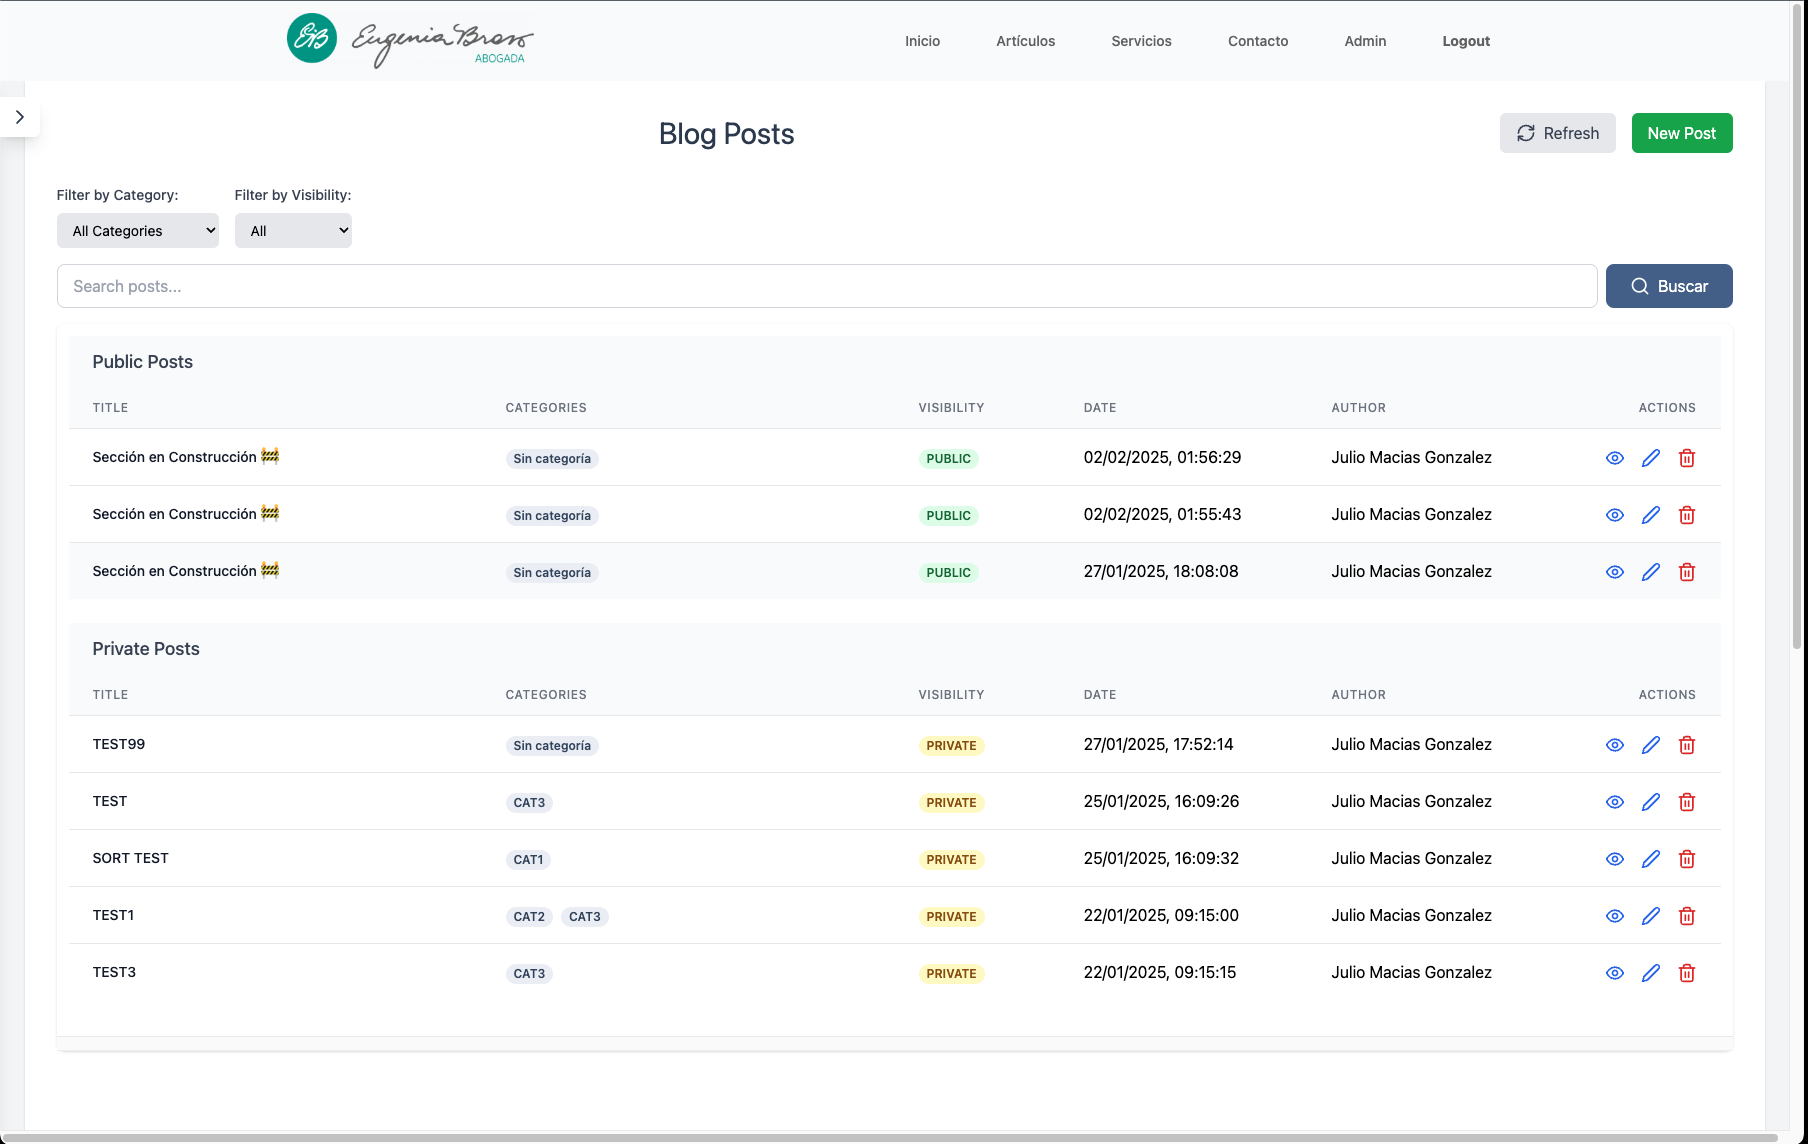 EB Eugenia Brass
ABOGADA
Inicio Artículos Servicios Contacto Admin Logout
Blog Posts Refresh New Post
Filter by Category: Filter by Visibility:
All Categories All
Search posts... Buscar
Public Posts
TITLE CATEGORIES VISIBILITY DATE AUTHOR ACTIONS
Sección en Construcción 🚧 Sin categoría PUBLIC 02/02/2025, 01:56:29 Julio Macias Gonzalez
Sección en Construcción 🚧 Sin categoría PUBLIC 02/02/2025, 01:55:43 Julio Macias Gonzalez
Sección en Construcción 🚧 Sin categoría PUBLIC 27/01/2025, 18:08:08 Julio Macias Gonzalez
Private Posts
TITLE CATEGORIES VISIBILITY DATE AUTHOR ACTIONS
TEST99 Sin categoría PRIVATE 27/01/2025, 17:52:14 Julio Macias Gonzalez
TEST CAT3 PRIVATE 25/01/2025, 16:09:26 Julio Macias Gonzalez
SORT TEST CAT1 PRIVATE 25/01/2025, 16:09:32 Julio Macias Gonzalez
TEST1 CAT2 CAT3 PRIVATE 22/01/2025, 09:15:00 Julio Macias Gonzalez
TEST3 CAT3 PRIVATE 22/01/2025, 09:15:15 Julio Macias Gonzalez